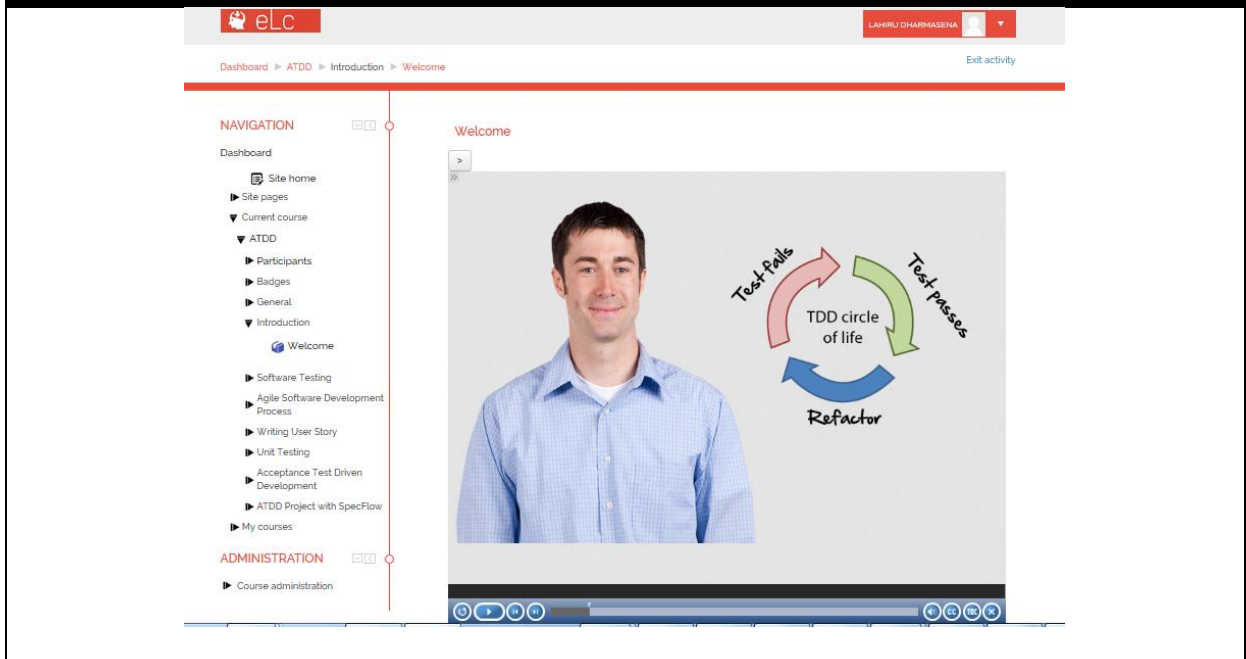 eLc
LAHIRU DHARMASENA
Dashboard ▶ ATDD ▶ Introduction ▶ Welcome
Exit activity
NAVIGATION
Dashboard
Site home
Site pages
Current course
ATDD
Participants
Badges
General
Introduction
Welcome
Software Testing
Agile Software Development
Process
Writing User Story
Unit Testing
Acceptance Test Driven
Development
ATDD Project with SpecFlow
My courses
ADMINISTRATION
Course administration
Welcome
>
Test fails
Test passes
TDD circle
of life
Refactor
CC
TOC